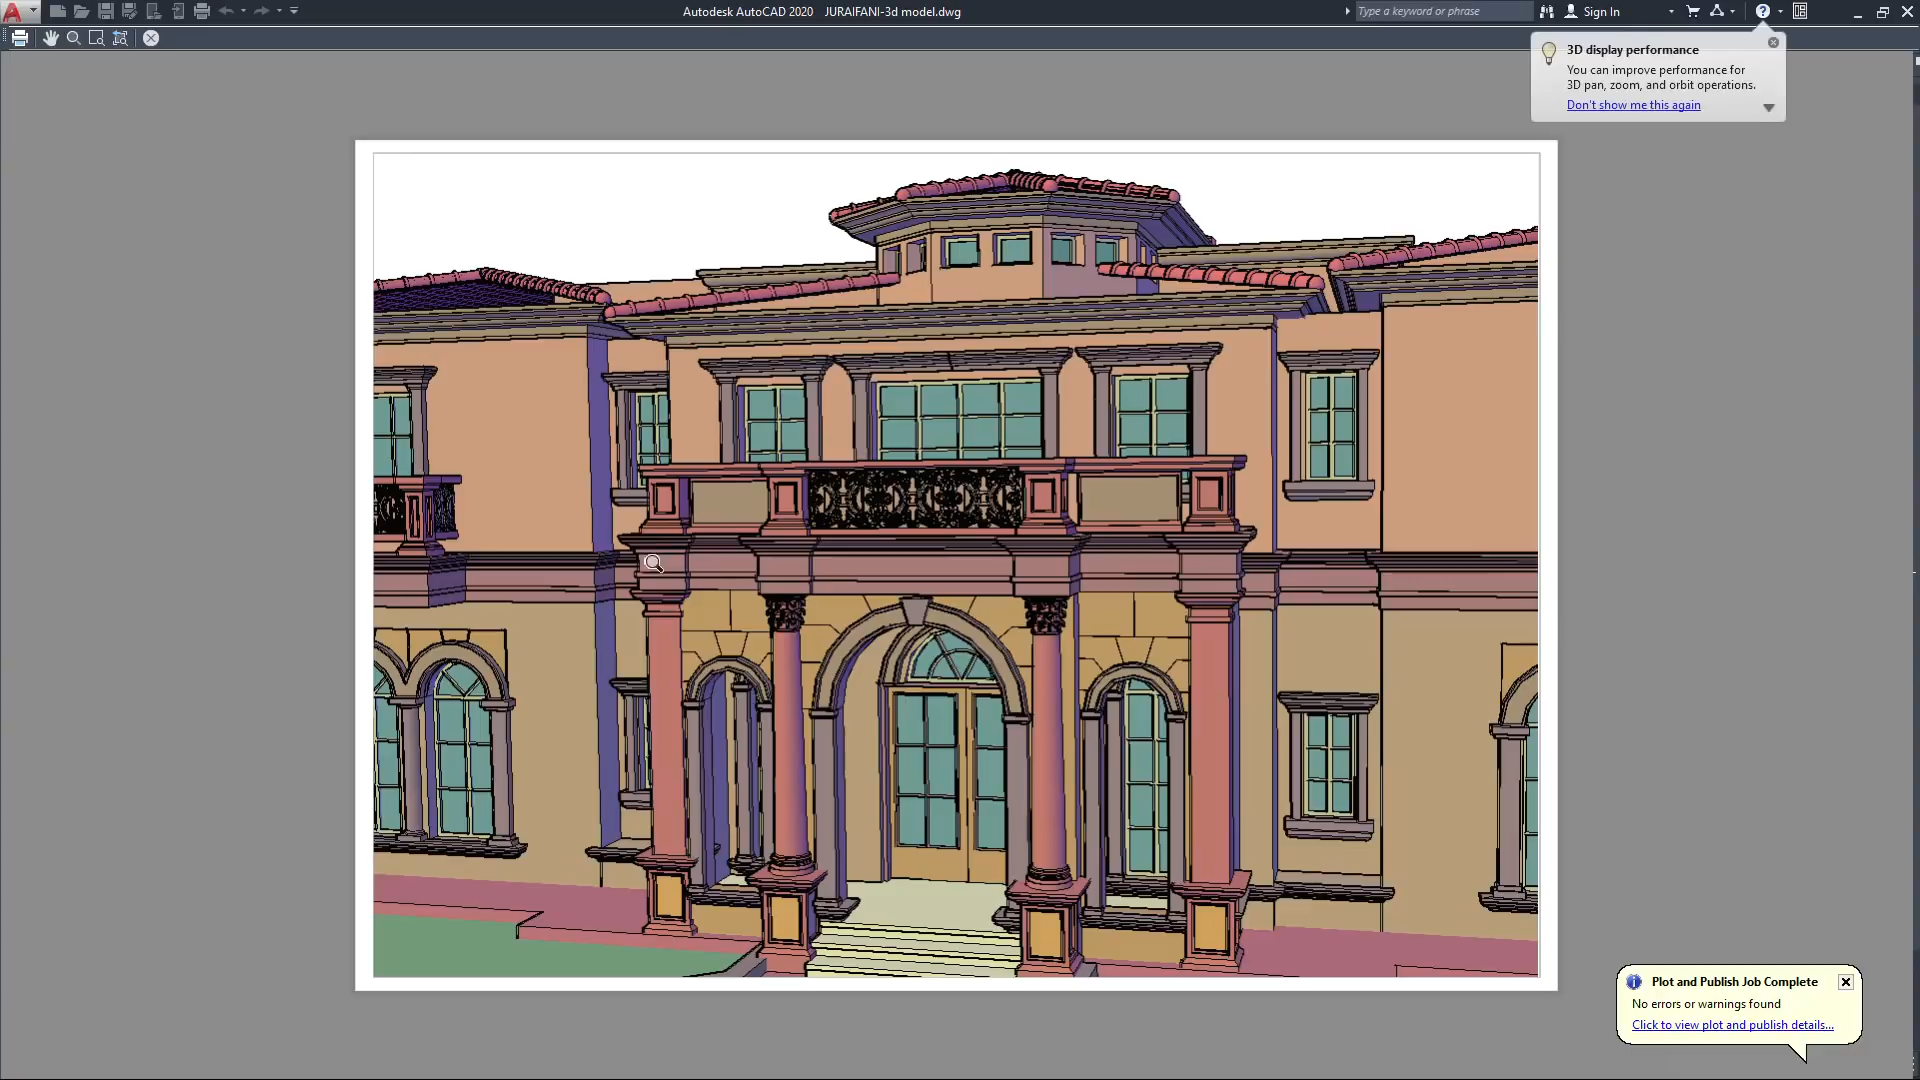 Autodesk AutoCAD 2020 JURAIFANI-3d model.dwg
Type a keyword or phrase
Sign In
3D display performance
You can improve performance for
3D pan, zoom, and orbit operations.
Don't show me this again
Plot and Publish Job Complete
No errors or warnings found
Click to view plot and publish details...